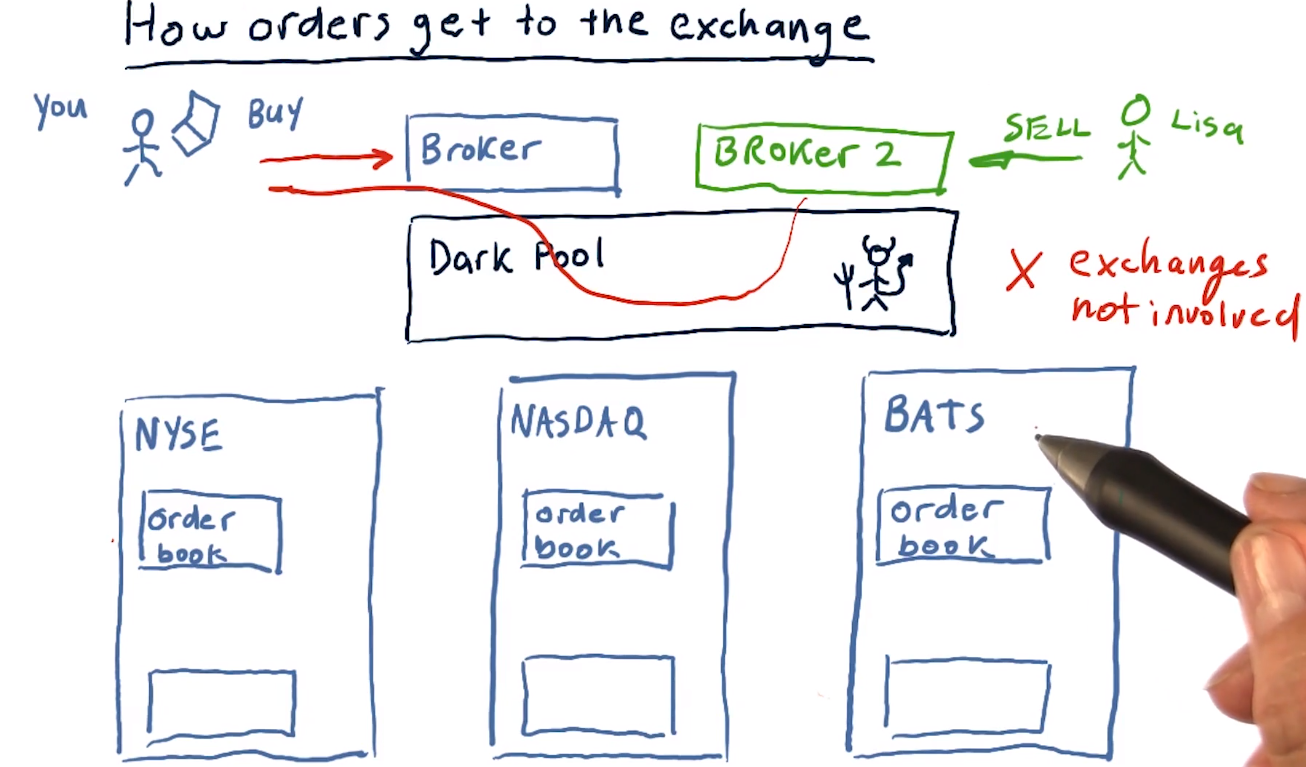 How orders get to the exchange
You
BUY
SELL
Lisa
Broker
BROKER 2
Dark Pool
X exchanges
not involved
NYSE
order
book
NASDAQ
order
book
BATS
order
book